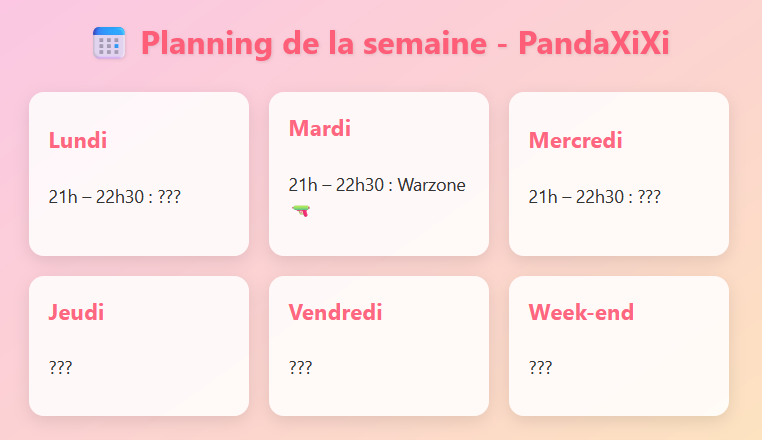 📅 Planning de la semaine - PandaXiXi
Lundi
21h – 22h30 : ???
Mardi
21h – 22h30 : Warzone
🔫
Mercredi
21h – 22h30 : ???
Jeudi
???
Vendredi
???
Week-end
???